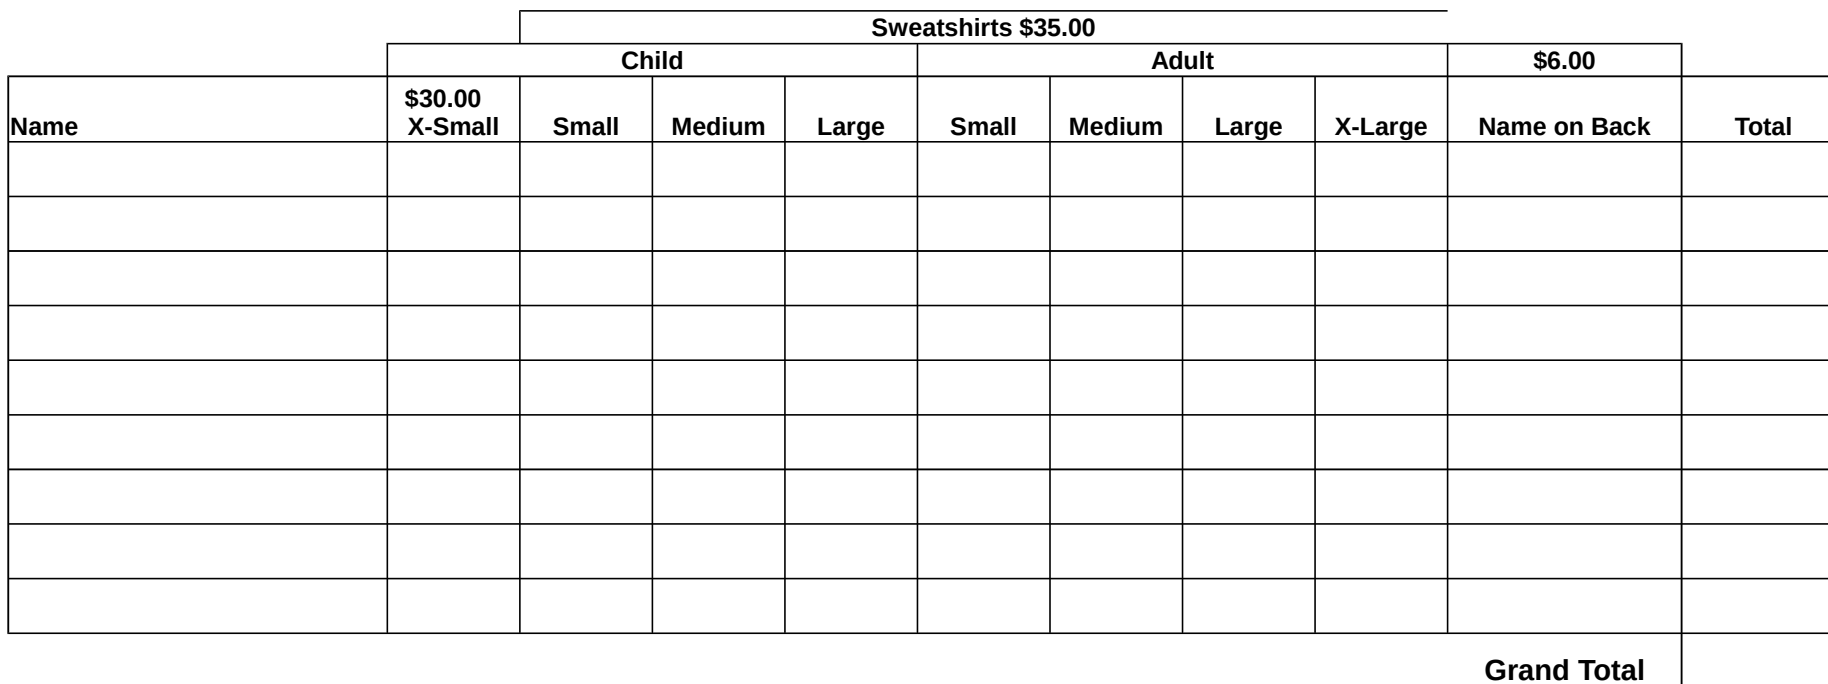 Sweatshirts $35.00
Child Adult $6.00
$30.00
Name X-Small Small Medium Large Small Medium Large X-Large Name on Back Total
Grand Total